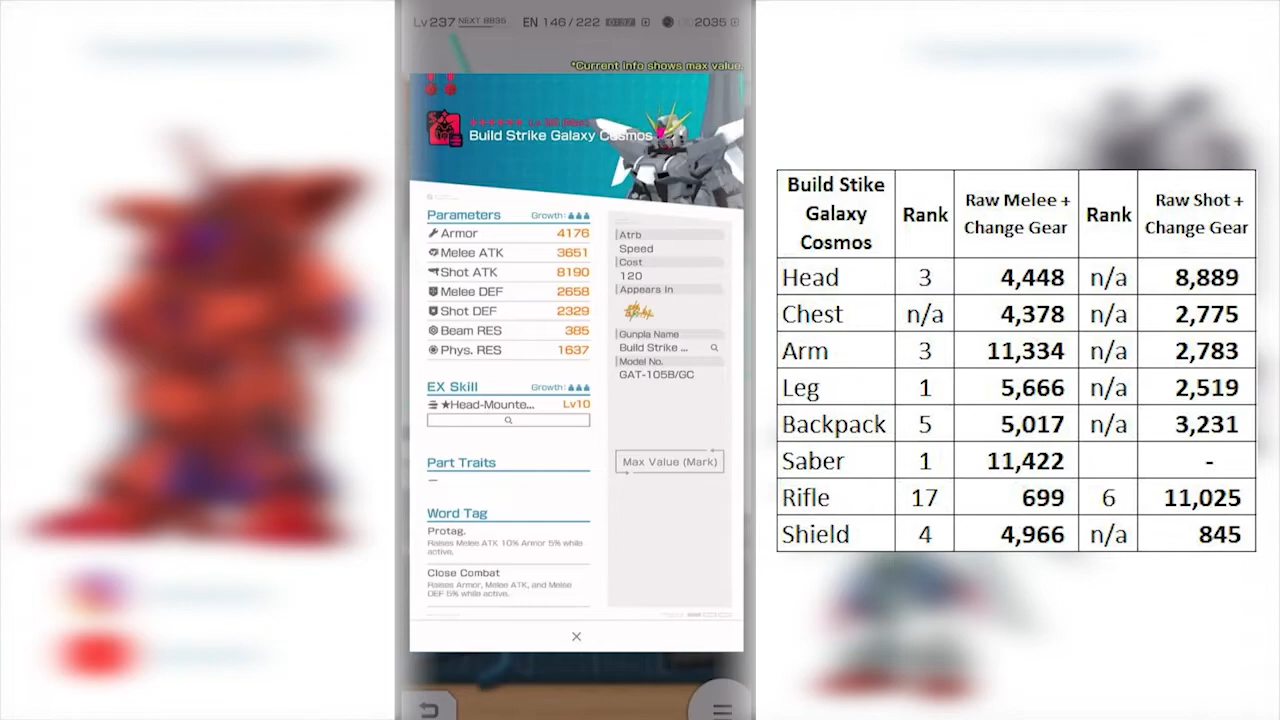 Lv237 NEXT 8835 EN 146/222 2035
*Current info shows max value.
Build Strike Galaxy Cosmos
Parameters Growth:
Armor 4176
Melee ATK 3651
Shot ATK 8190
Melee DEF 2658
Shot DEF 2329
Beam RES 385
Phys. RES 1637
EX Skill Growth:
★Head-Mounte... Lv10
Part Traits
—
Word Tag
Protag.
Raises Melee ATK 10% Armor 5% while
active.
Close Combat
Raises Armor, Melee ATK, and Melee
DEF 5% while active.
Atrb
Speed
Cost
120
Appears In
Gunpla Name
Build Strike ...
Model No.
GAT-105B/GC
Max Value (Mark)
Build Stike
Galaxy
Cosmos
Rank
Raw Melee +
Change Gear
Rank
Raw Shot +
Change Gear
Head 3 4,448 n/a 8,889
Chest n/a 4,378 n/a 2,775
Arm 3 11,334 n/a 2,783
Leg 1 5,666 n/a 2,519
Backpack 5 5,017 n/a 3,231
Saber 1 11,422 -
Rifle 17 699 6 11,025
Shield 4 4,966 n/a 845